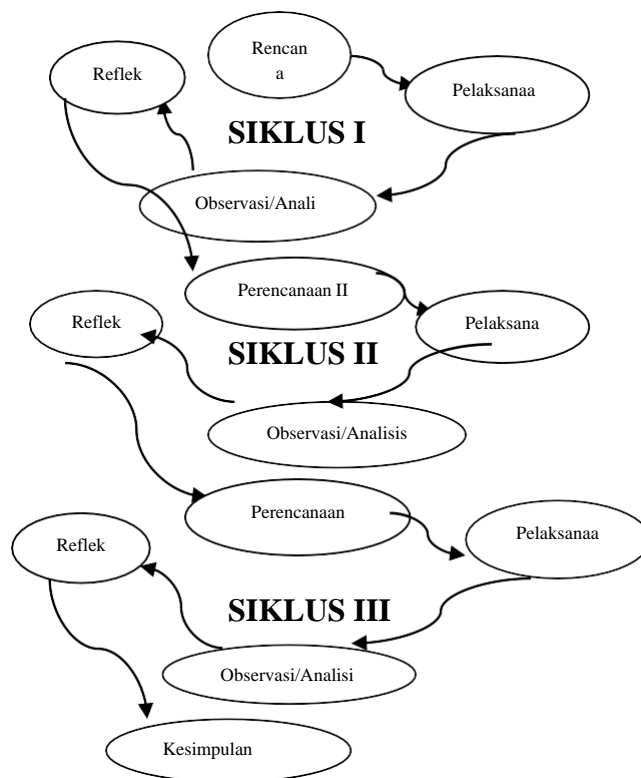 Rencan
a
Reflek
Pelaksanaa
SIKLUS I
Observasi/Anali
Perencanaan II
Reflek
Pelaksana
SIKLUS II
Observasi/Analisis
Perencanaan
Pelaksanaa
Reflek
SIKLUS III
Observasi/Analisi
Kesimpulan